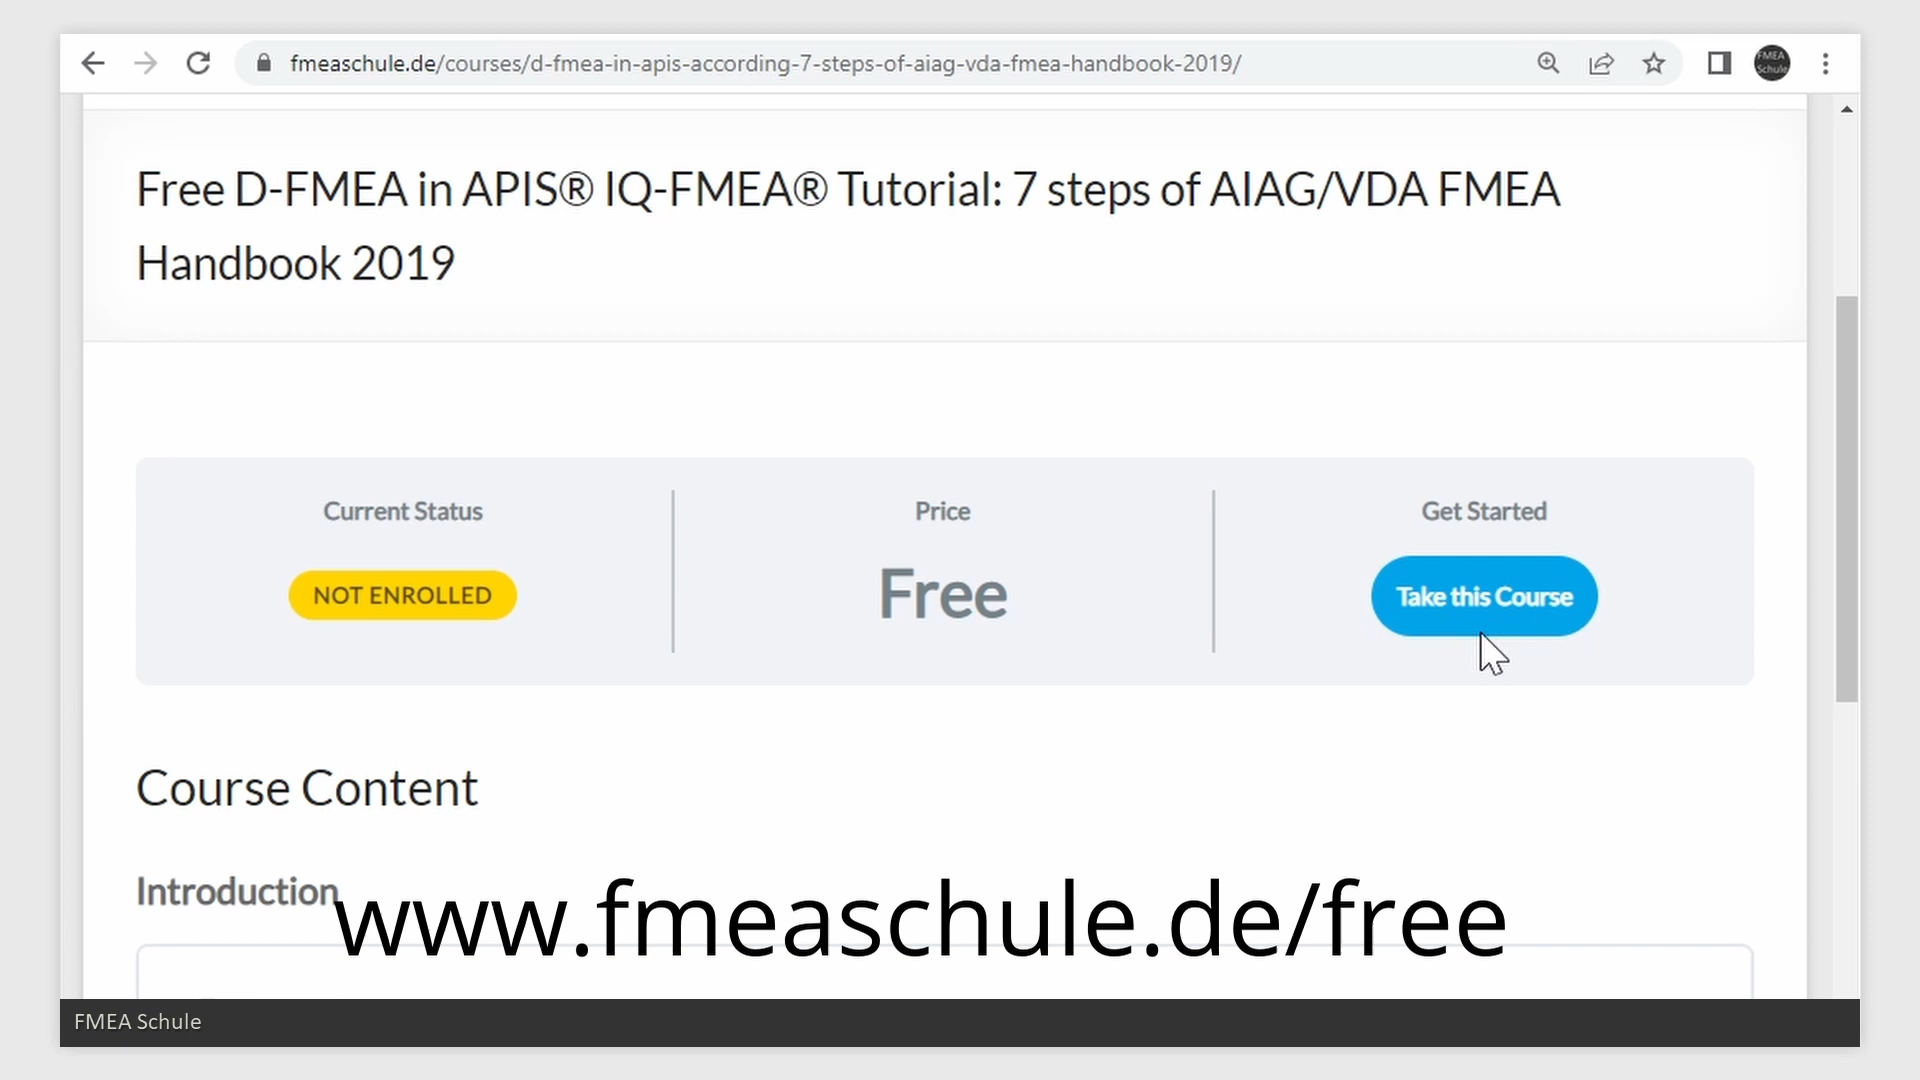 fmeaschule.de/courses/d-fmea-in-apis-according-7-steps-of-aiag-vda-fmea-handbook-2019/
FMEA
Schule
Free D-FMEA in APIS® IQ-FMEA® Tutorial: 7 steps of AIAG/VDA FMEA
Handbook 2019
Current Status
Price
Get Started
NOT ENROLLED
Free
Take this Course
Course Content
Introduction
www.fmeaschule.de/free
FMEA Schule